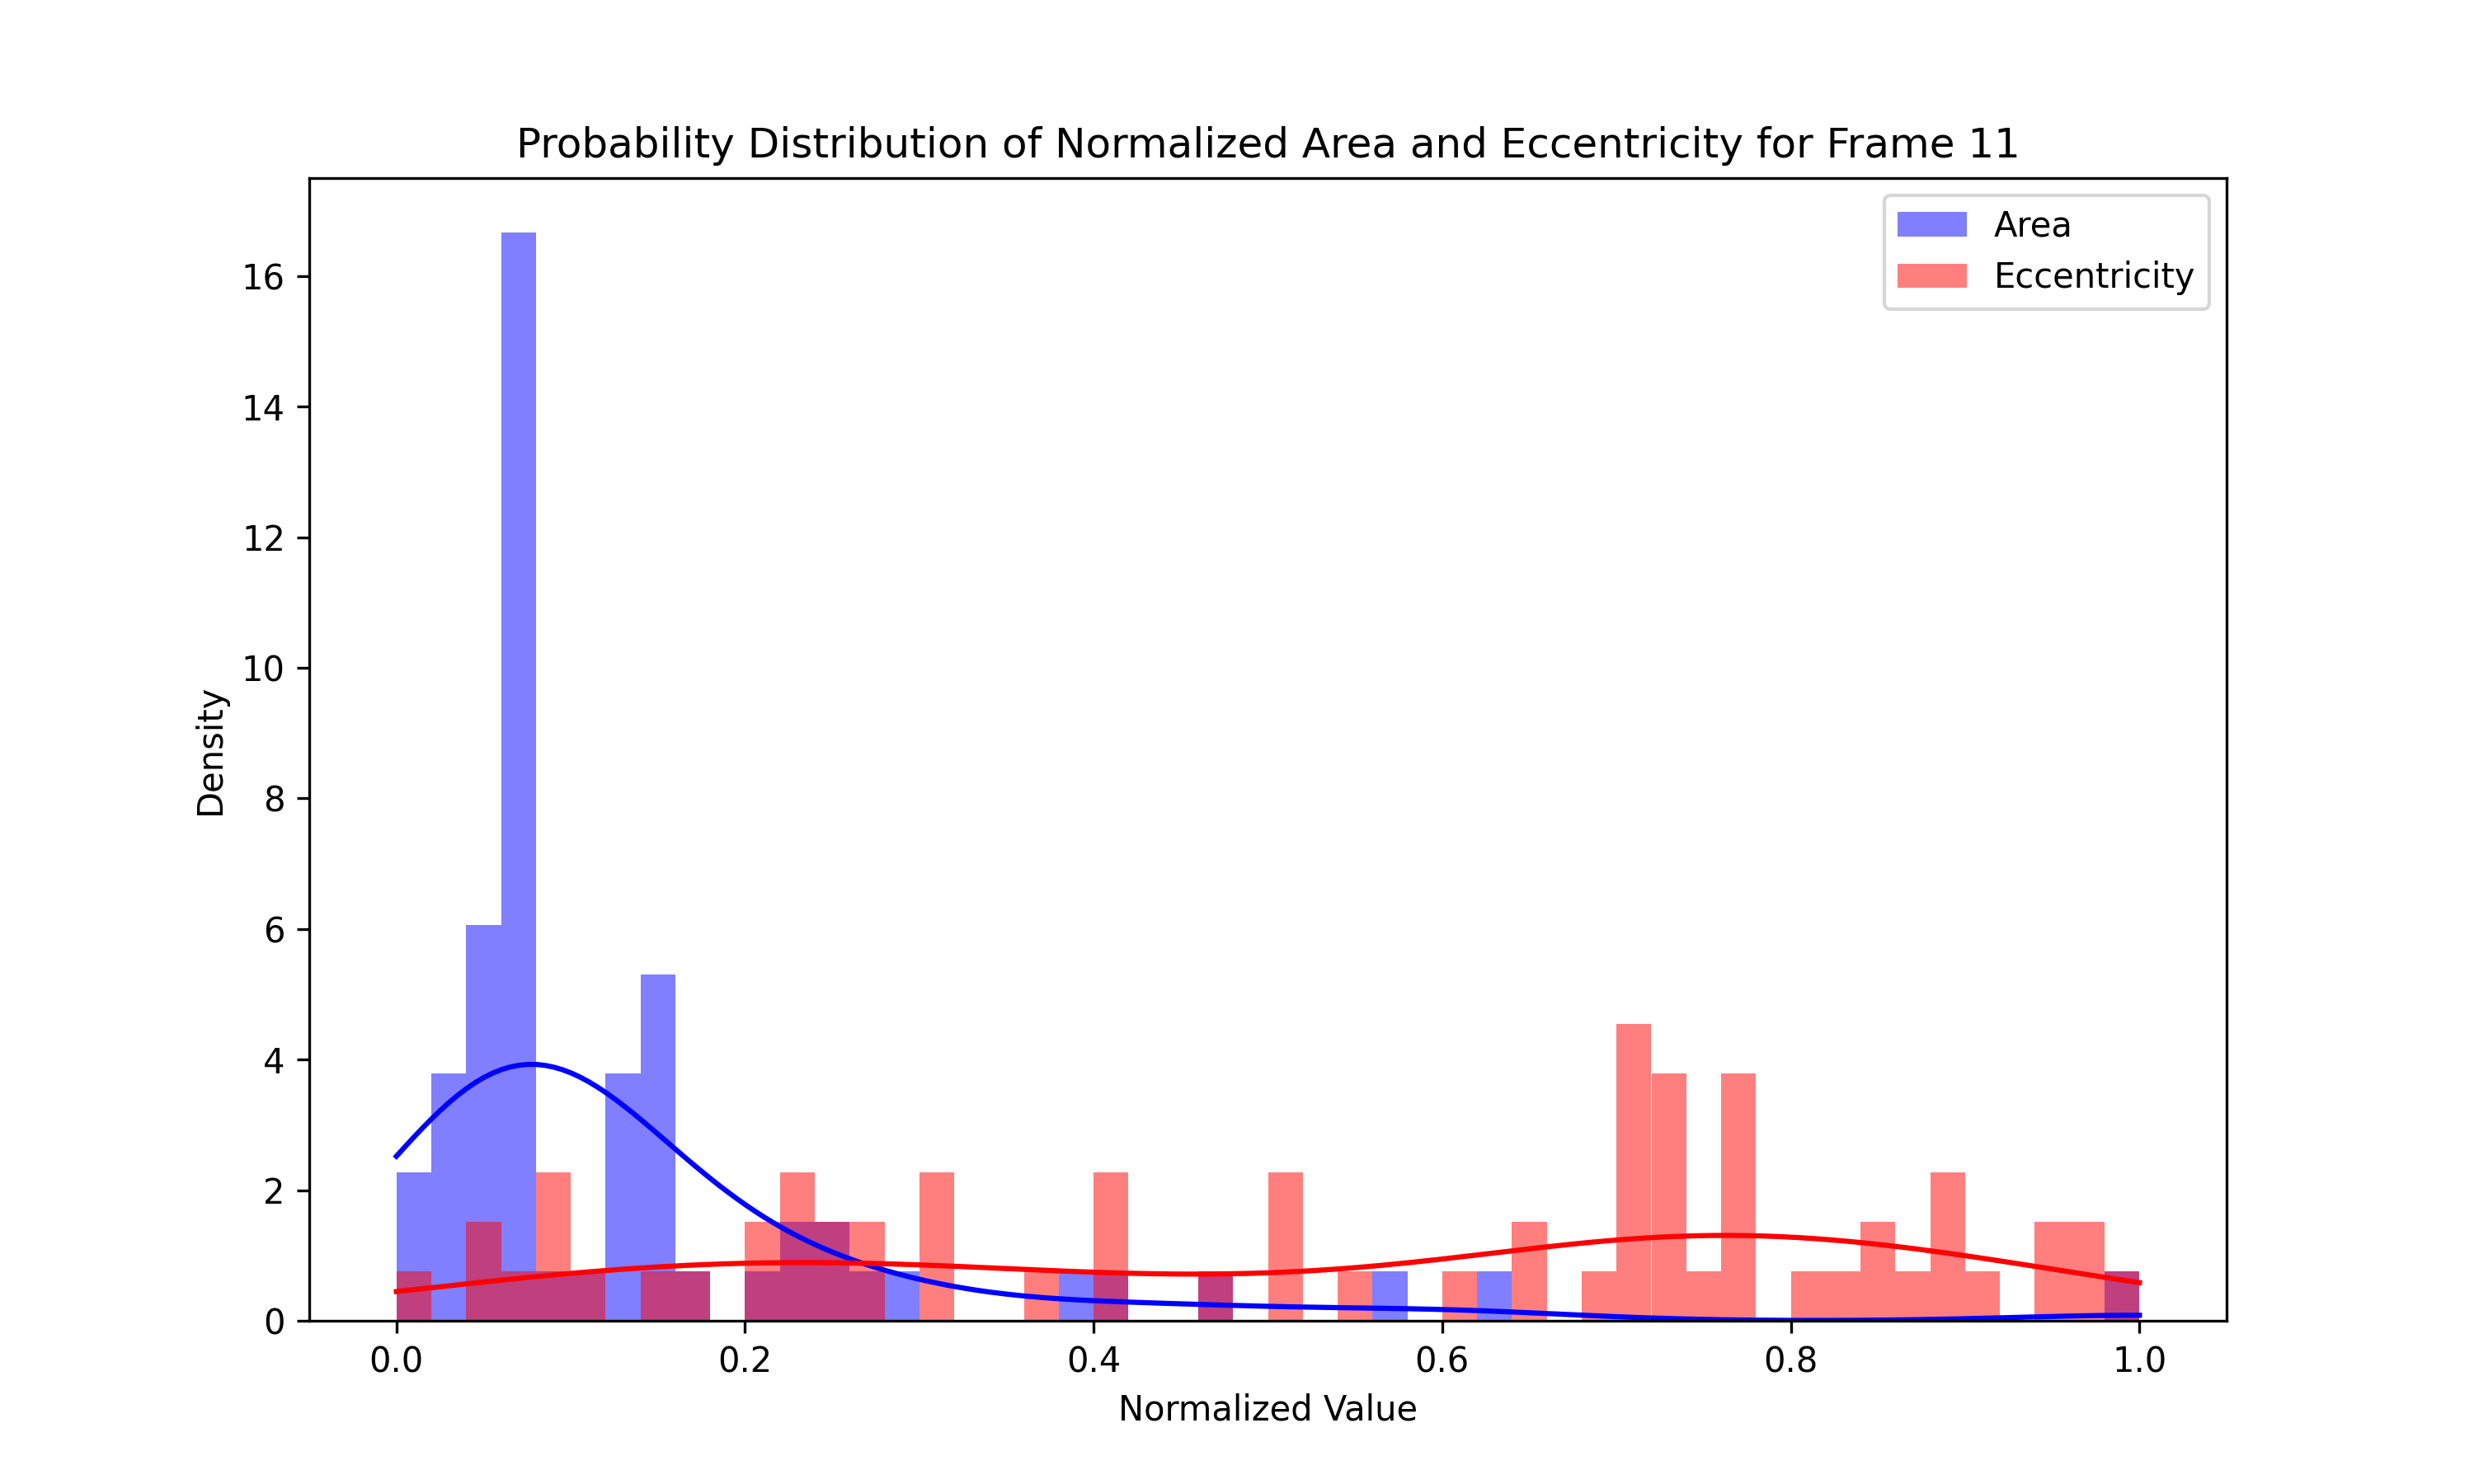 Probability Distribution of Normalized Area and Eccentricity for Frame 11
Area
Eccentricity
16
14
12
10
8
6
4
2
0
Density
0.0 0.2 0.4 0.6 0.8 1.0
Normalized Value